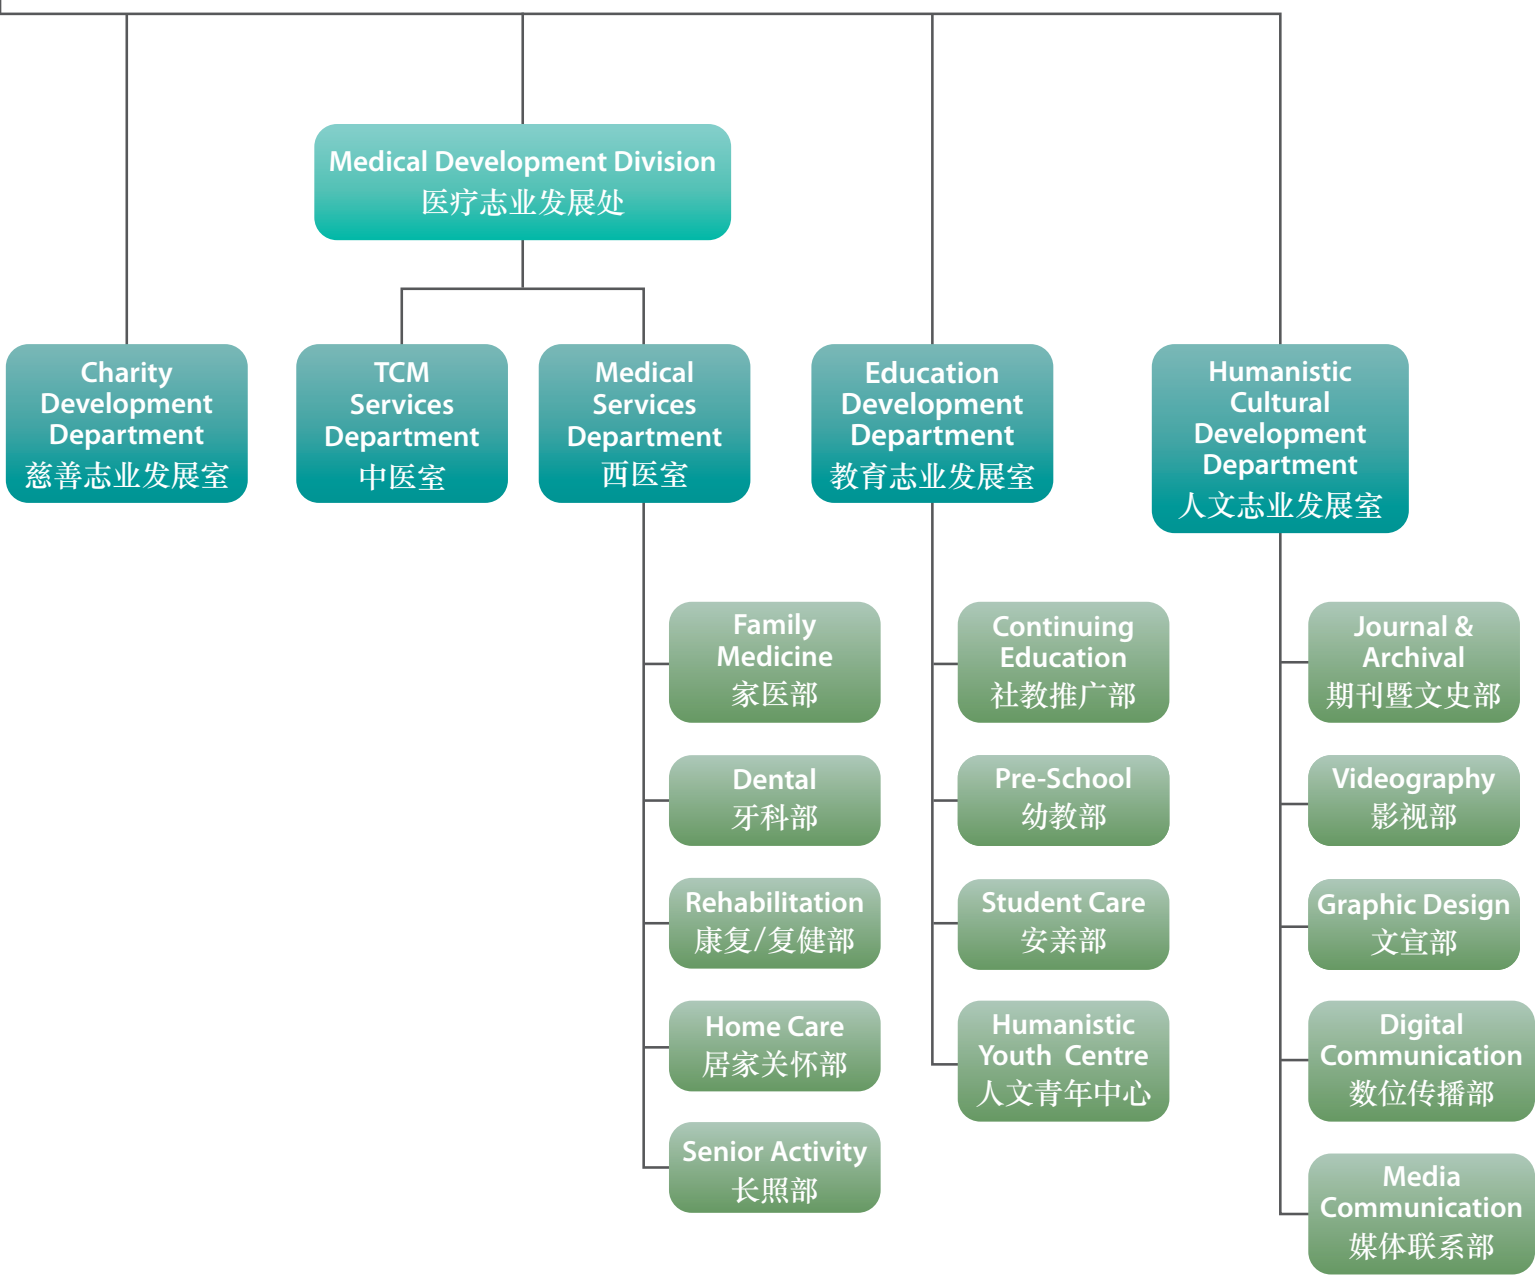 Medical Development Division
医疗志业发展处
Charity
Development
Department
慈善志业发展室
TCM
Services
Department
中医室
Medical
Services
Department
西医室
Education
Development
Department
教育志业发展室
Humanistic
Cultural
Development
Department
人文志业发展室
Family
Medicine
家医部
Dental
牙科部
Rehabilitation
康复/复健部
Home Care
居家关怀部
Senior Activity
长照部
Continuing
Education
社教推广部
Pre-School
幼教部
Student Care
安亲部
Humanistic
Youth Centre
人文青年中心
Journal &
Archival
期刊暨文史部
Videography
影视部
Graphic Design
文宣部
Digital
Communication
数位传播部
Media
Communication
媒体联系部